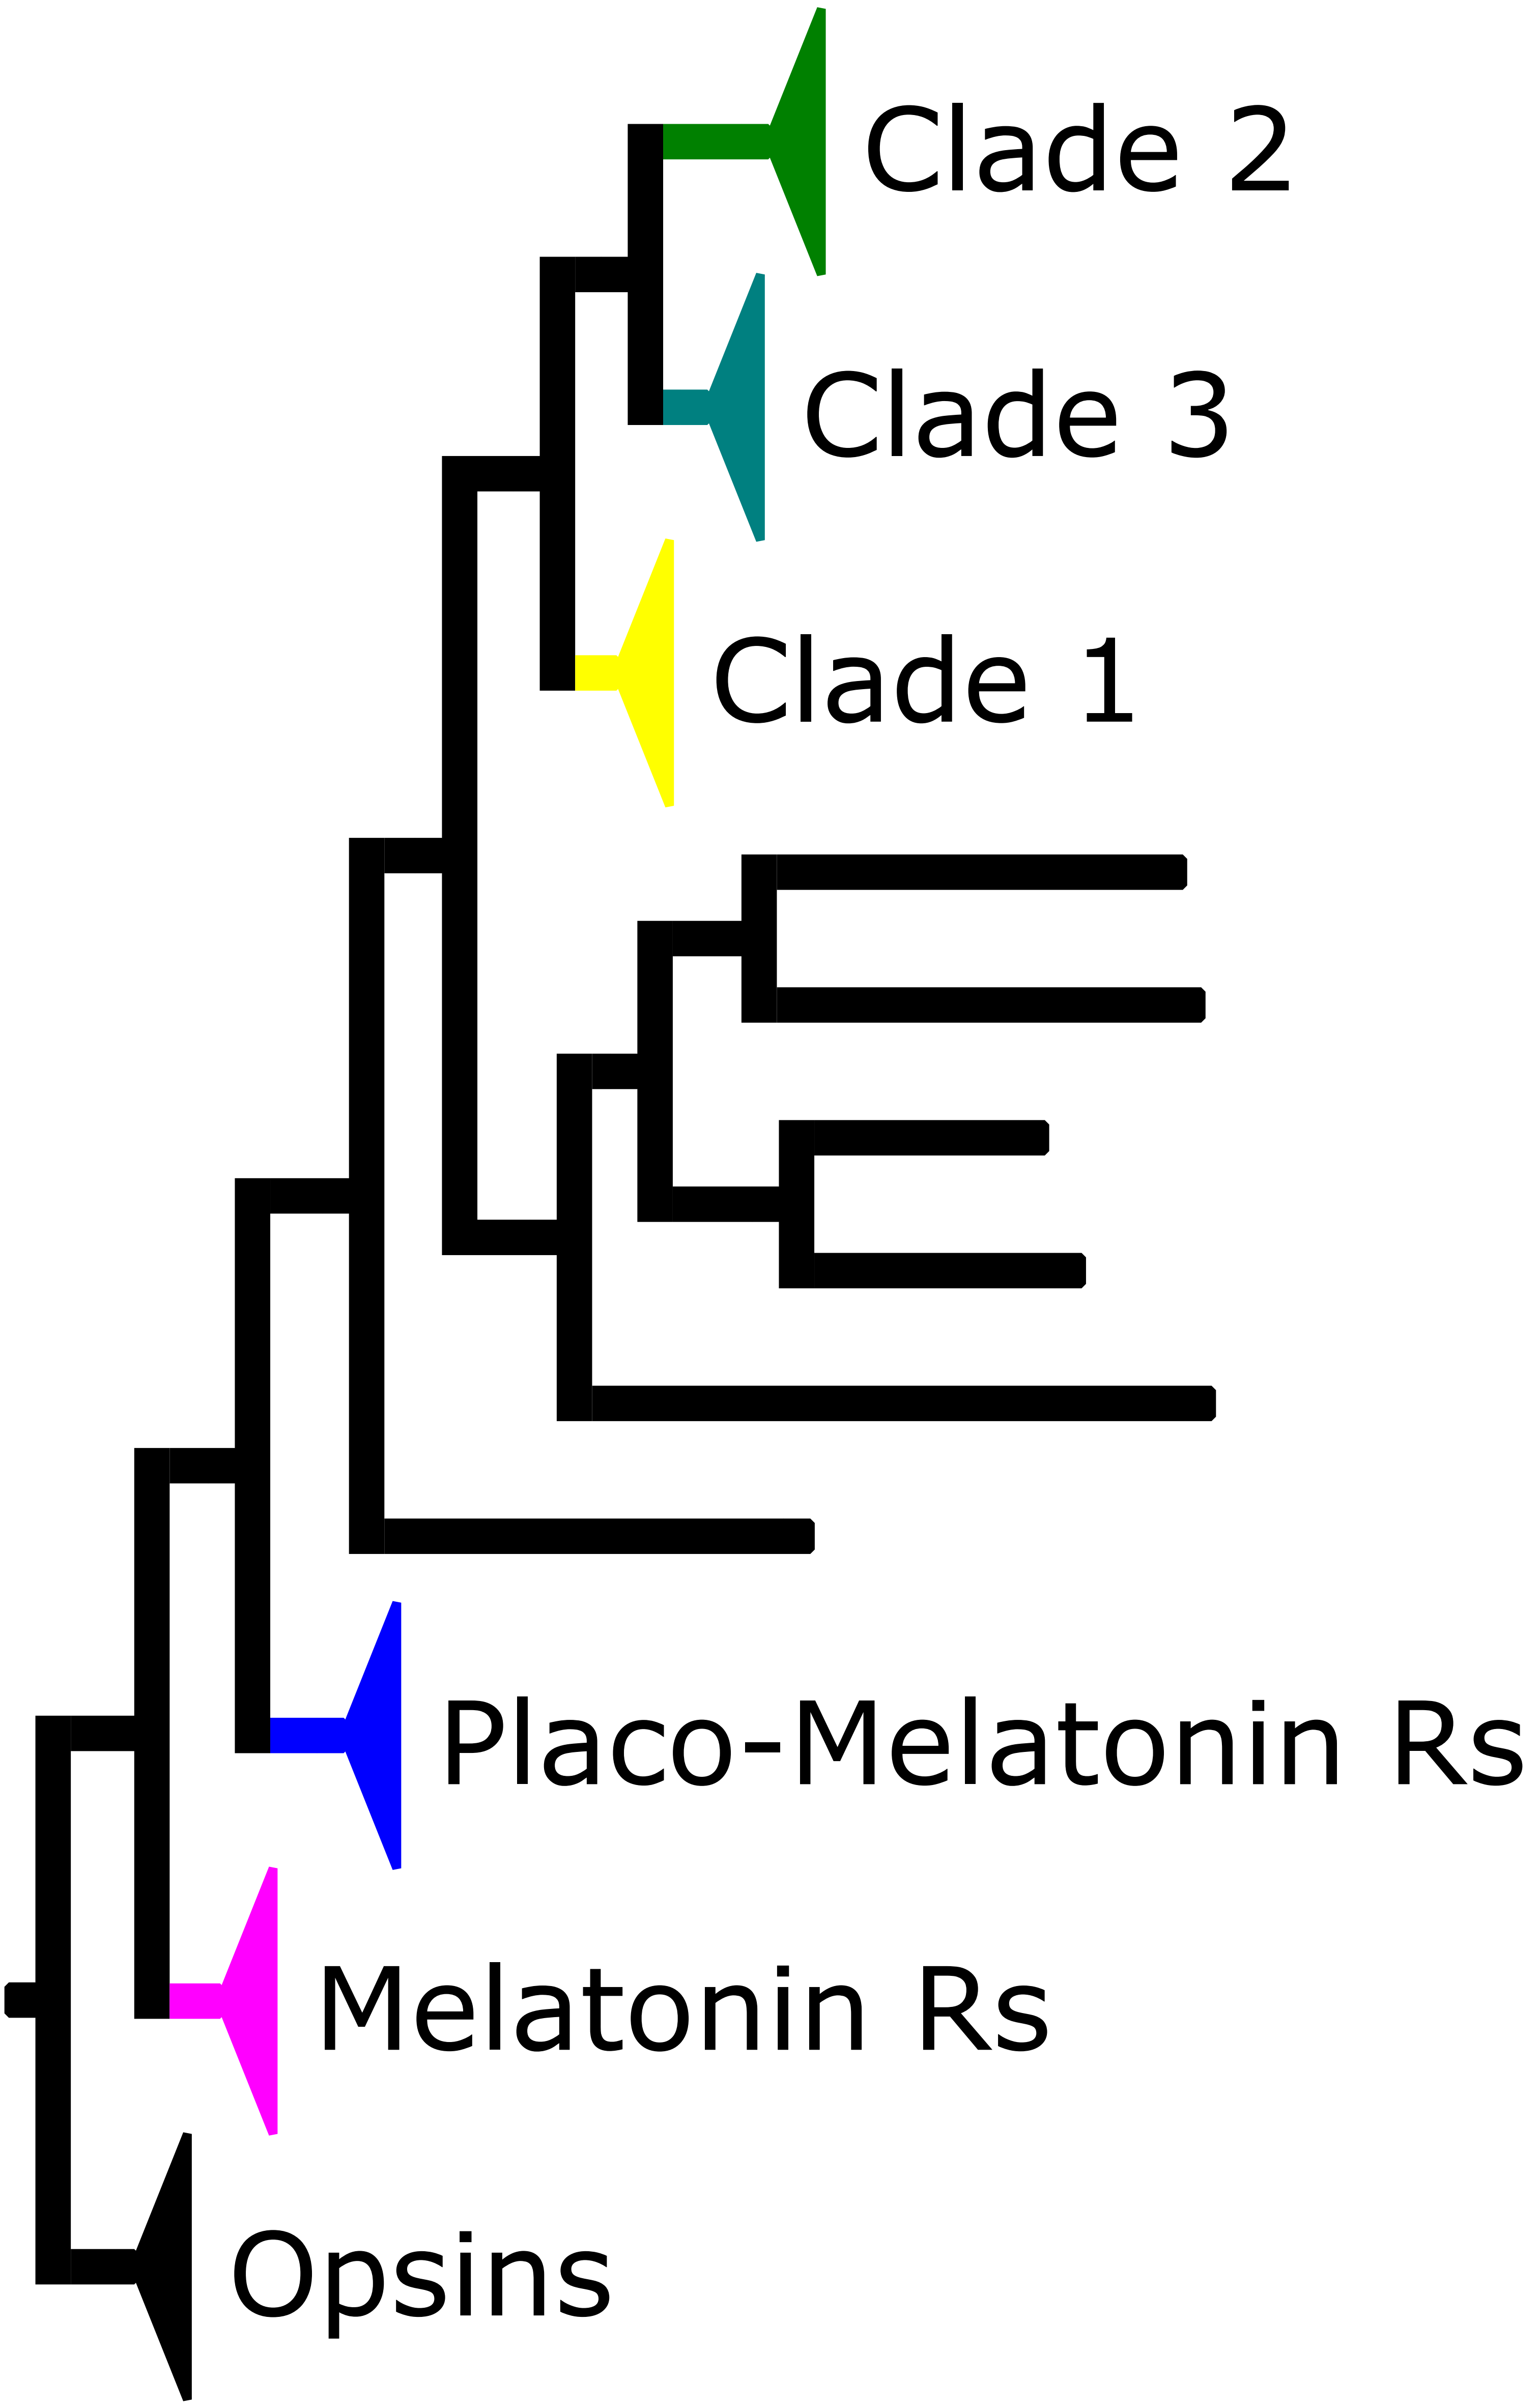 Clade 2
Clade 3
Clade 1
Placo-Melatonin Rs
Melatonin Rs
Opsins